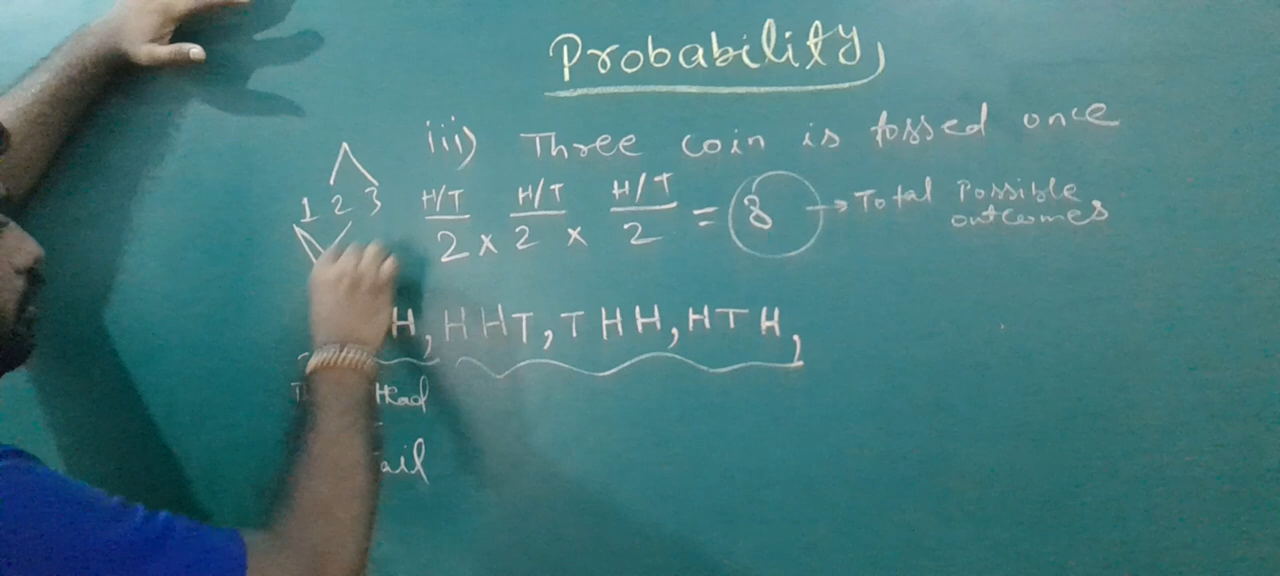 Probability,
iii) Three coin is tossed once
1 2 3 H/T H/T H/T
2 x 2 x 2 = 8 → Total Possible outcomes
H, HHT, THH, HTH,
Head
ail